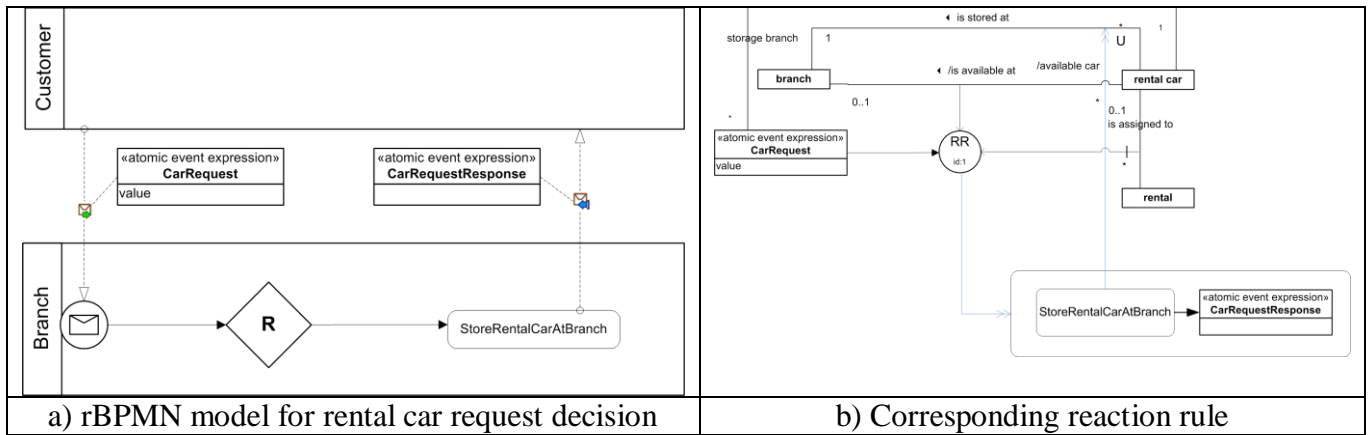 Customer
«atomic event expression»
CarRequest
value
«atomic event expression»
CarRequestResponse
Branch
R
StoreRentalCarAtBranch
a) rBPMN model for rental car request decision
◄ is stored at
storage branch
1
*
U
1
branch
◄ /is available at
/available car
rental car
0..1
*
0..1
is assigned to
*
«atomic event expression»
CarRequest
value
RR
id:1
*
rental
StoreRentalCarAtBranch
«atomic event expression»
CarRequestResponse
b) Corresponding reaction rule